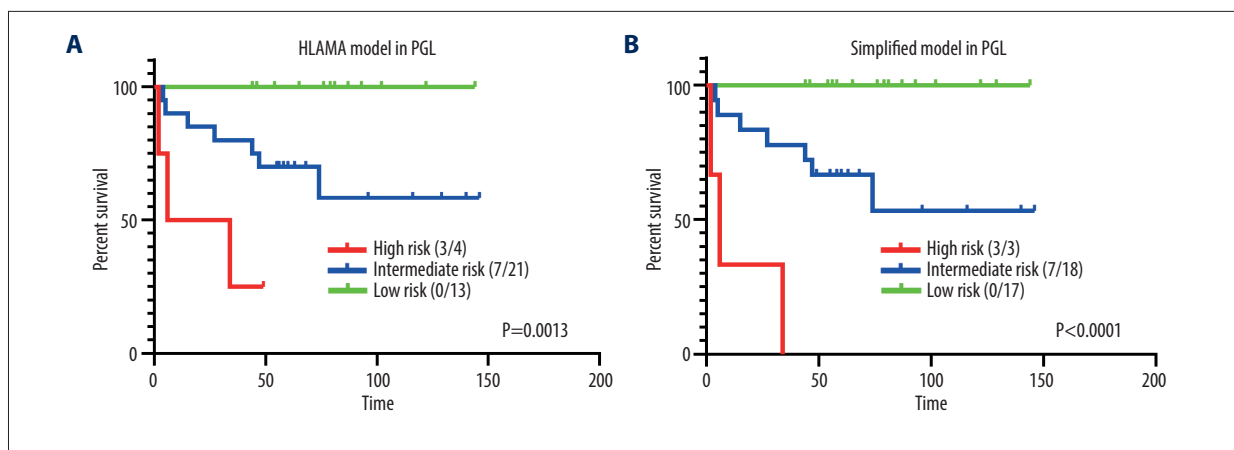 A
HLAMA model in PGL
100
50
0
Percent survival
High risk (3/4)
Intermediate risk (7/21)
Low risk (0/13)
P=0.0013
0 50 100 150 200
Time
B
Simplified model in PGL
100
50
0
Percent survival
High risk (3/3)
Intermediate risk (7/18)
Low risk (0/17)
P<0.0001
0 50 100 150 200
Time